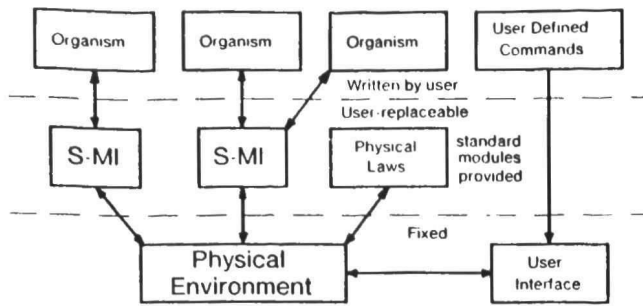 Organism
Organism
Organism
User Defined
Commands
Written by user
User-replaceable
S-MI
S-MI
Physical
Laws
standard
modules
provided
Fixed
Physical
Environment
User
Interface